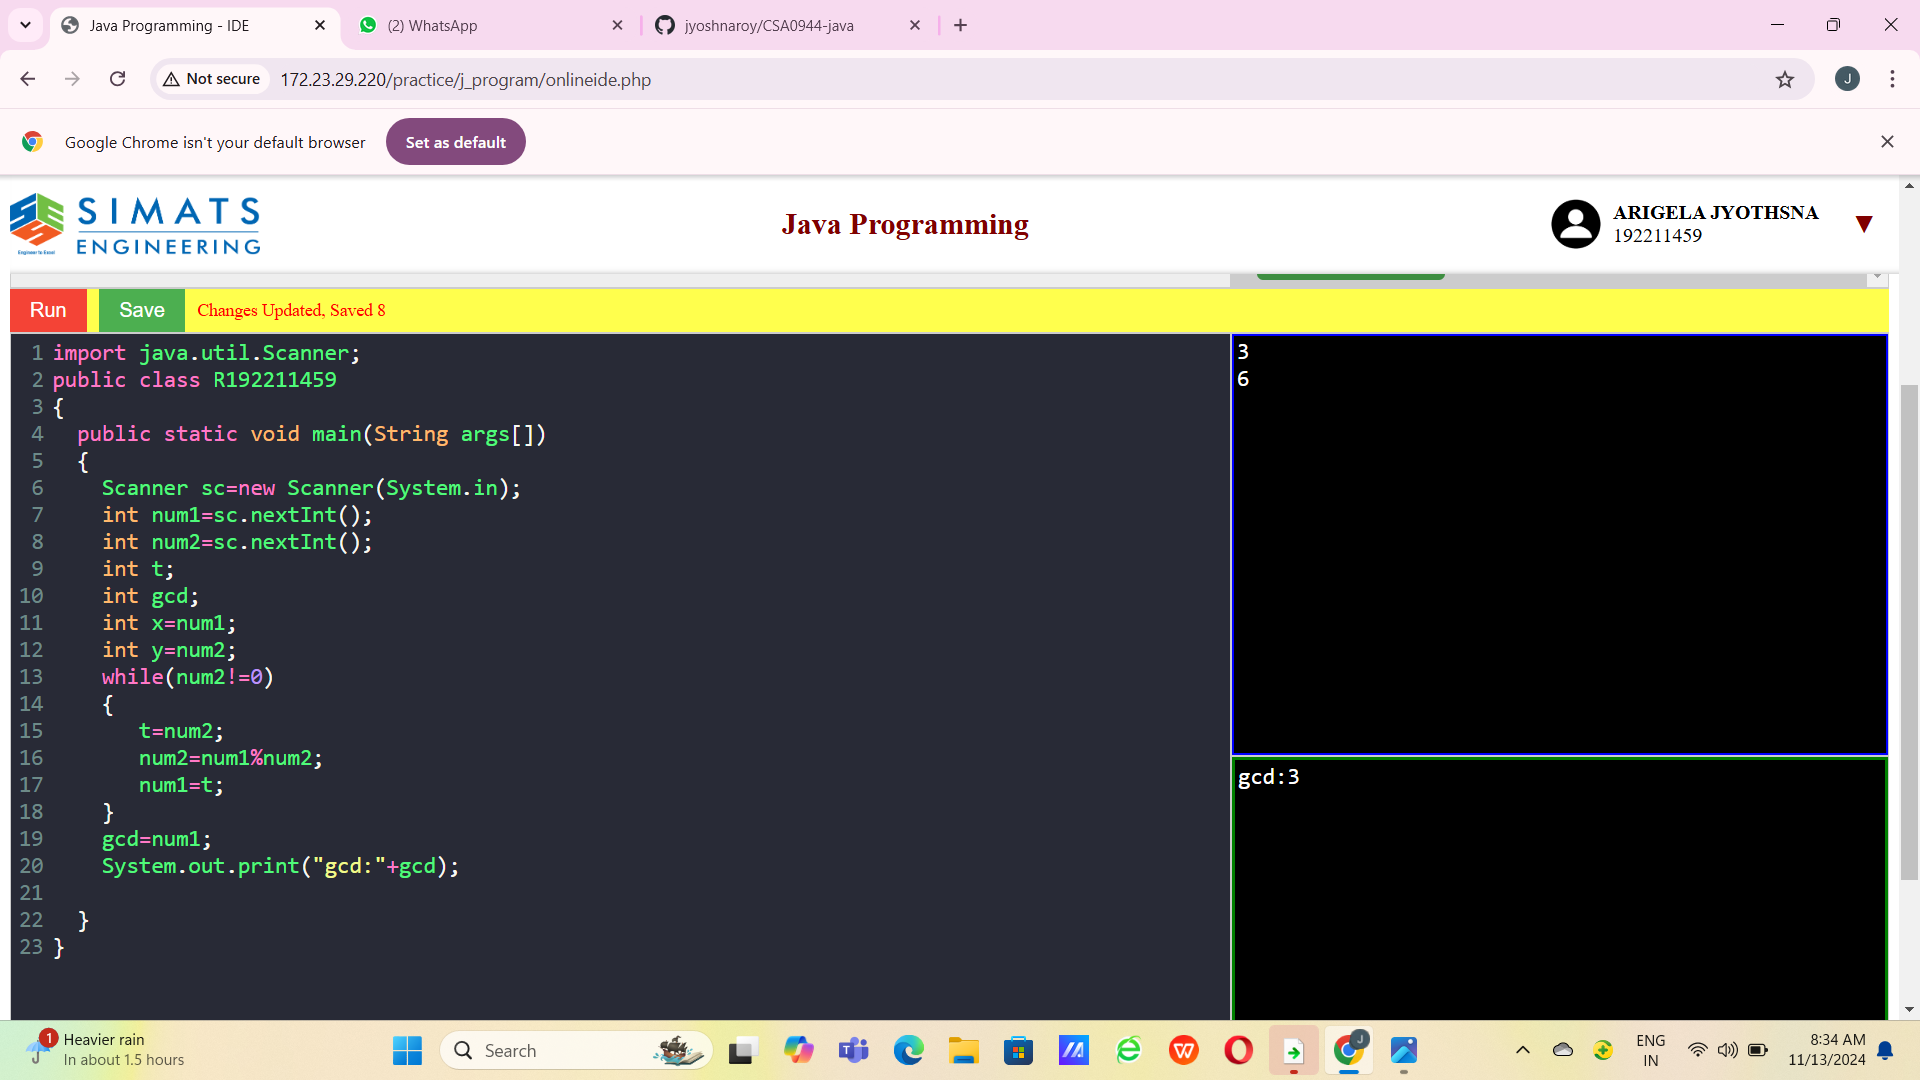 Java Programming - IDE
(2) WhatsApp
jyoshnaroy/CSA0944-java
Not secure
172.23.29.220/practice/j_program/onlineide.php
J
Google Chrome isn't your default browser
Set as default
SIMATS
ENGINEERING
Engineer to Excel
Java Programming
ARIGELA JYOTHSNA
192211459
Run
Save
Changes Updated, Saved 8
1 import java.util.Scanner;
2 public class R192211459
3 {
4   public static void main(String args[])
5   {
6     Scanner sc=new Scanner(System.in);
7     int num1=sc.nextInt();
8     int num2=sc.nextInt();
9     int t;
10     int gcd;
11     int x=num1;
12     int y=num2;
13     while(num2!=0)
14     {
15        t=num2;
16        num2=num1%num2;
17        num1=t;
18     }
19     gcd=num1;
20     System.out.print("gcd:"+gcd);
21
22   }
23 }
3
6
gcd:3
1
Heavier rain
In about 1.5 hours
Search
J
ENG
IN
8:34 AM
11/13/2024